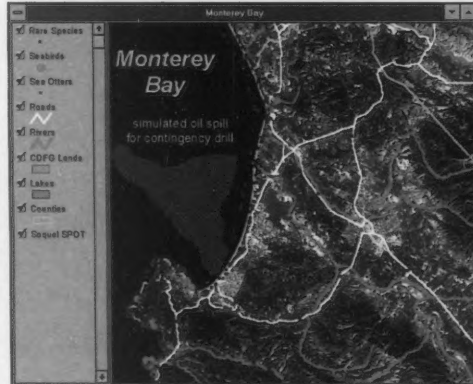 Monterey Bay
Rare Species
Seabirds
Sea Otters
Roads
Rivers
CDFG Lands
Lakes
Counties
Soquel SPOT
Monterey
Bay
simulated oil spill
for contingency drill